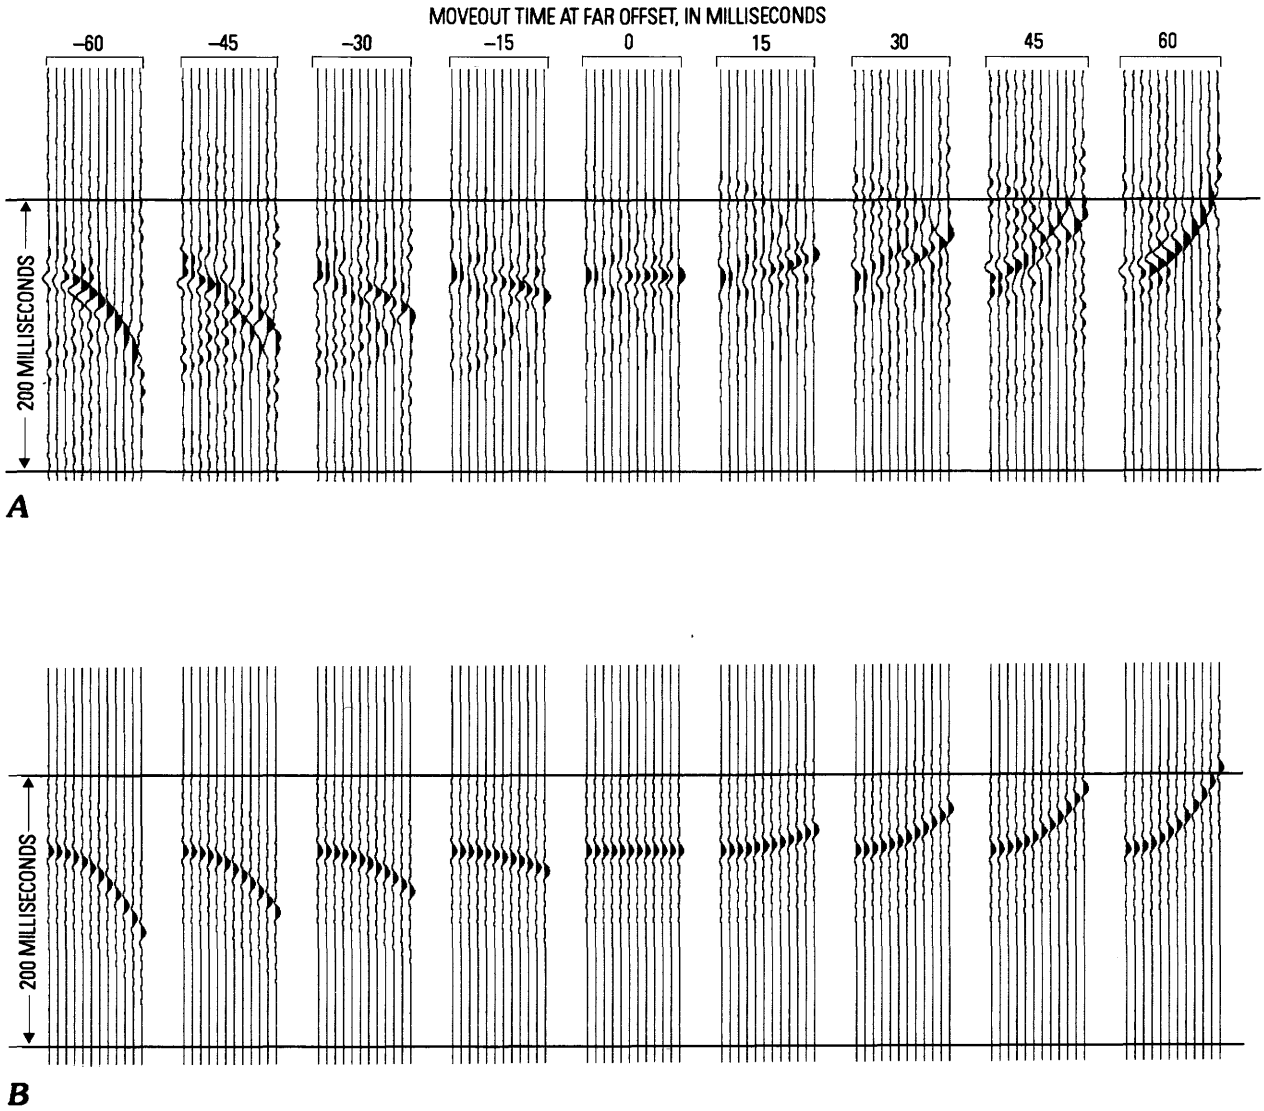 MOVEOUT TIME AT FAR OFFSET, IN MILLISECONDS
–60 –45 –30 –15 0 15 30 45 60
200 MILLISECONDS
A
200 MILLISECONDS
B